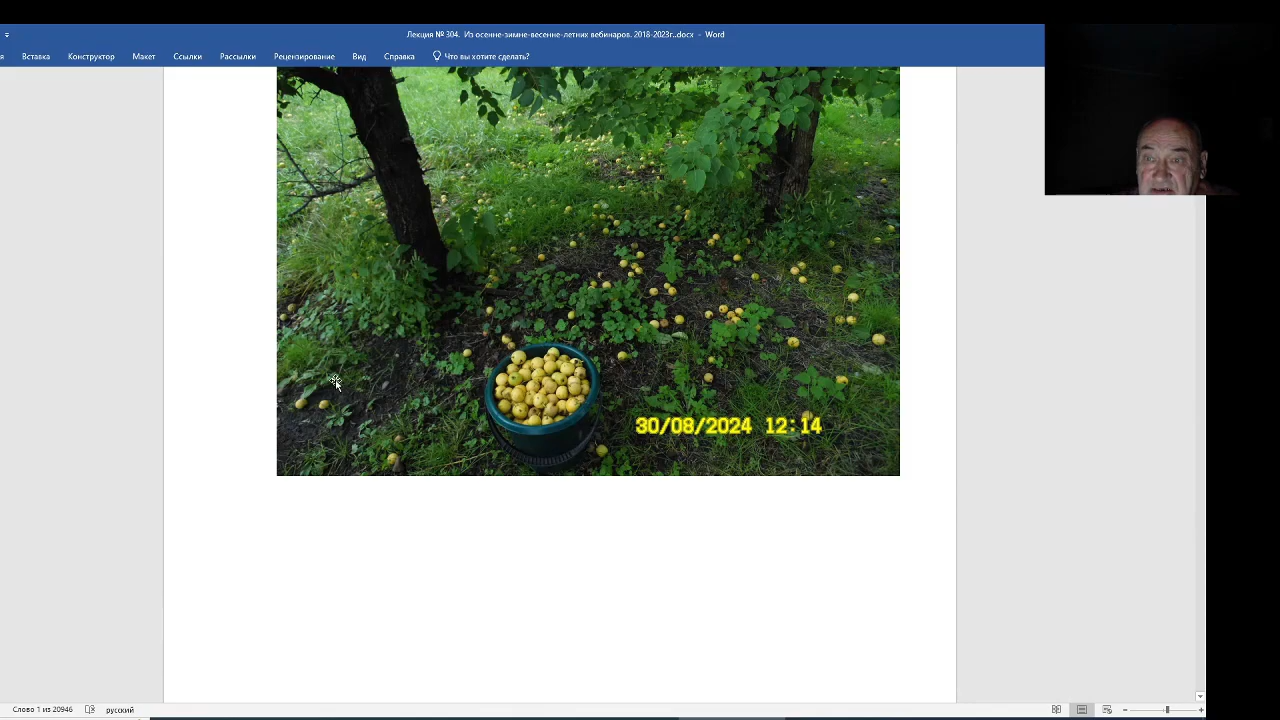 Лекция № 304. Из осенне-зимне-весенне-летних вебинаров. 2018-2023г..docx - Word
я Вставка Конструктор Макет Ссылки Рассылки Рецензирование Вид Справка Что вы хотите сделать?
30/08/2024 12:14
Слово 1 из 20946 русский